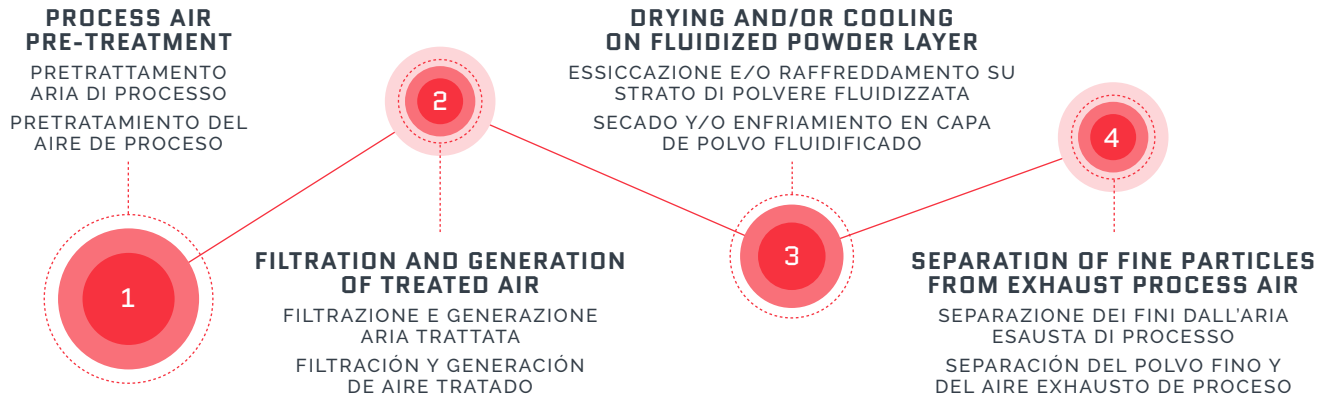 PROCESS AIR
PRE-TREATMENT
PRETRATTAMENTO
ARIA DI PROCESSO
PRETRATAMIENTO DEL
AIRE DE PROCESO
1
2
FILTRATION AND GENERATION
OF TREATED AIR
FILTRAZIONE E GENERAZIONE
ARIA TRATTATA
FILTRACIÓN Y GENERACIÓN
DE AIRE TRATADO
DRYING AND/OR COOLING
ON FLUIDIZED POWDER LAYER
ESSICCAZIONE E/O RAFFREDDAMENTO SU
STRATO DI POLVERE FLUIDIZZATA
SECADO Y/O ENFRIAMIENTO EN CAPA
DE POLVO FLUIDIFICADO
3
4
SEPARATION OF FINE PARTICLES
FROM EXHAUST PROCESS AIR
SEPARAZIONE DEI FINI DALL'ARIA
ESAUSTA DI PROCESSO
SEPARACIÓN DEL POLVO FINO Y
DEL AIRE EXHAUSTO DE PROCESO